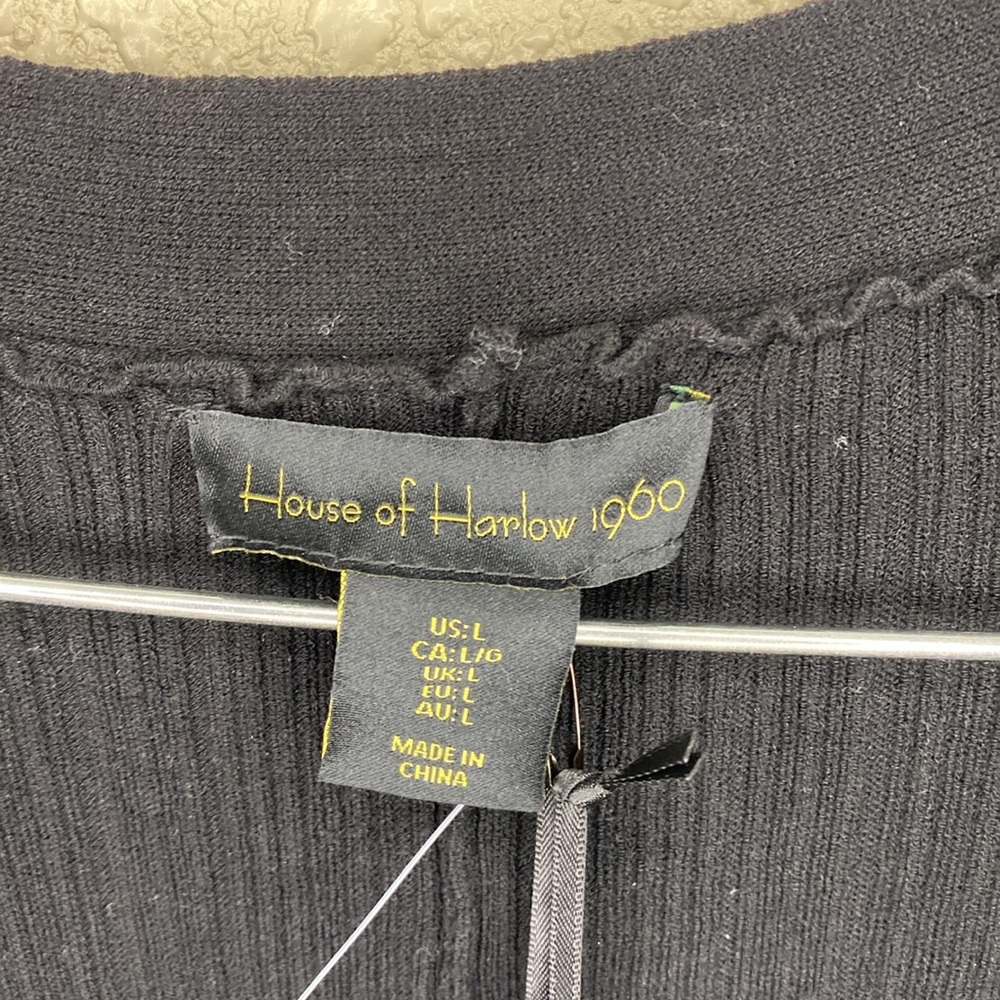 House of Harlow 1960
US: L
CA: L/G
UK: L
EU: L
AU: L
MADE IN
CHINA